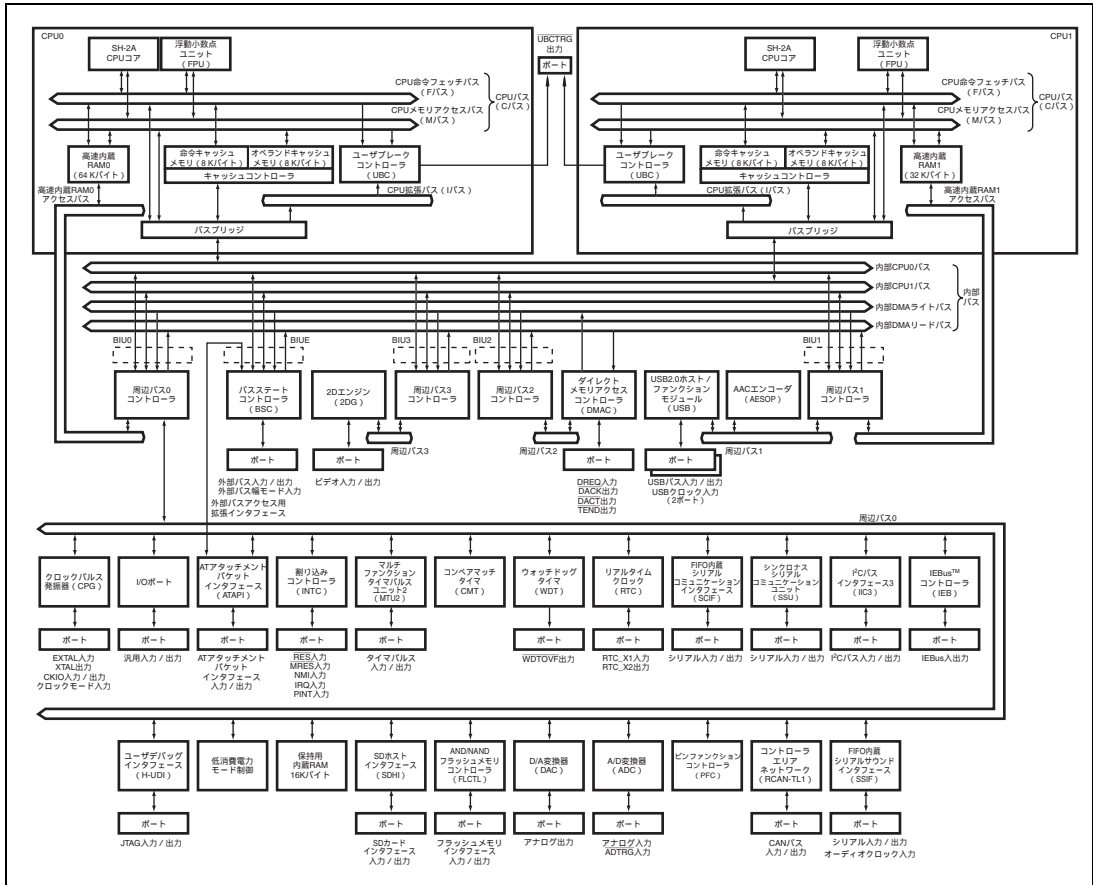 CPU0
SH-2A
CPUコア
浮動小数点
ユニット
(FPU)
CPU命令フェッチバス
(Fバス)
CPUメモリアクセスバス
(Mバス)
CPUバス
(Cバス)
高速内蔵
RAM0
(64 Kバイト)
命令キャッシュ
メモリ(8 Kバイト)
オペランドキャッシュ
メモリ(8 Kバイト)
キャッシュコントローラ
ユーザブレーク
コントローラ
(UBC)
高速内蔵RAM0
アクセスバス
CPU拡張バス(Iバス)
バスブリッジ
UBCTRG
出力
ポート
CPU1
SH-2A
CPUコア
浮動小数点
ユニット
(FPU)
CPU命令フェッチバス
(Fバス)
CPUメモリアクセスバス
(Mバス)
CPUバス
(Cバス)
ユーザブレーク
コントローラ
(UBC)
命令キャッシュ
メモリ(8 Kバイト)
オペランドキャッシュ
メモリ(8 Kバイト)
キャッシュコントローラ
高速内蔵
RAM1
(32 Kバイト)
CPU拡張バス(Iバス)
高速内蔵RAM1
アクセスバス
バスブリッジ
内部CPU0バス
内部CPU1バス
内部DMAライトバス
内部DMAリードバス
内部
バス
BIU0
BIUE
BIU3
BIU2
BIU1
周辺バス0
コントローラ
バスステート
コントローラ
(BSC)
2Dエンジン
(2DG)
周辺バス3
コントローラ
周辺バス2
コントローラ
ダイレクト
メモリアクセス
コントローラ
(DMAC)
USB2.0ホスト/
ファンクション
モジュール
(USB)
AACエンコーダ
(AESOP)
周辺バス1
コントローラ
周辺バス3
周辺バス2
周辺バス1
ポート
外部バス入力/出力
外部バス幅モード入力
外部バスアクセス用
拡張インタフェース
ポート
ビデオ入力/出力
ポート
DREQ入力
DACK出力
DACT出力
TEND出力
ポート
USBバス入力/出力
USBクロック入力
(2ポート)
周辺バス0
クロックパルス
発振器(CPG)
I/Oポート
ATアタッチメント
パケット
インタフェース
(ATAPI)
割り込み
コントローラ
(INTC)
マルチ
ファンクション
タイマパルス
ユニット2
(MTU2)
コンペアマッチ
タイマ
(CMT)
ウォッチドッグ
タイマ
(WDT)
リアルタイム
クロック
(RTC)
FIFO内蔵
シリアル
コミュニケーション
インタフェース
(SCIF)
シンクロナス
シリアル
コミュニケーション
ユニット
(SSU)
I²Cバス
インタフェース3
(IIC3)
IEBus™
コントローラ
(IEB)
ポート
EXTAL入力
XTAL出力
CKIO入力/出力
クロックモード入力
ポート
汎用入力/出力
ポート
ATアタッチメント
パケット
インタフェース
入力/出力
ポート
RES入力
MRES入力
NMI入力
IRQ入力
PINT入力
ポート
タイマパルス
入力/出力
ポート
WDTOVF出力
ポート
RTC_X1入力
RTC_X2出力
ポート
シリアル入力/出力
ポート
シリアル入力/出力
ポート
I²Cバス入力/出力
ポート
IEBus入出力
ユーザデバッグ
インタフェース
(H-UDI)
低消費電力
モード制御
保持用
内蔵RAM
16Kバイト
SDホスト
インタフェース
(SDHI)
AND/NAND
フラッシュメモリ
コントローラ
(FLCTL)
D/A変換器
(DAC)
A/D変換器
(ADC)
ピンファンクション
コントローラ
(PFC)
コントローラ
エリア
ネットワーク
(RCAN-TL1)
FIFO内蔵
シリアルサウンド
インタフェース
(SSIF)
ポート
JTAG入力/出力
ポート
SDカード
インタフェース
入力/出力
ポート
フラッシュメモリ
インタフェース
入力/出力
ポート
アナログ出力
ポート
アナログ入力
ADTRG入力
ポート
CANバス
入力/出力
ポート
シリアル入力/出力
オーディオクロック入力